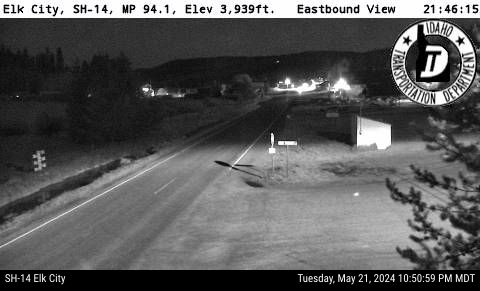 Elk City, SH-14, MP 94.1, Elev 3,939ft. Eastbound View 21:46:15
IDAHO
TRANSPORTATION DEPARTMENT
SH-14 Elk City Tuesday, May 21, 2024 10:50:59 PM MDT